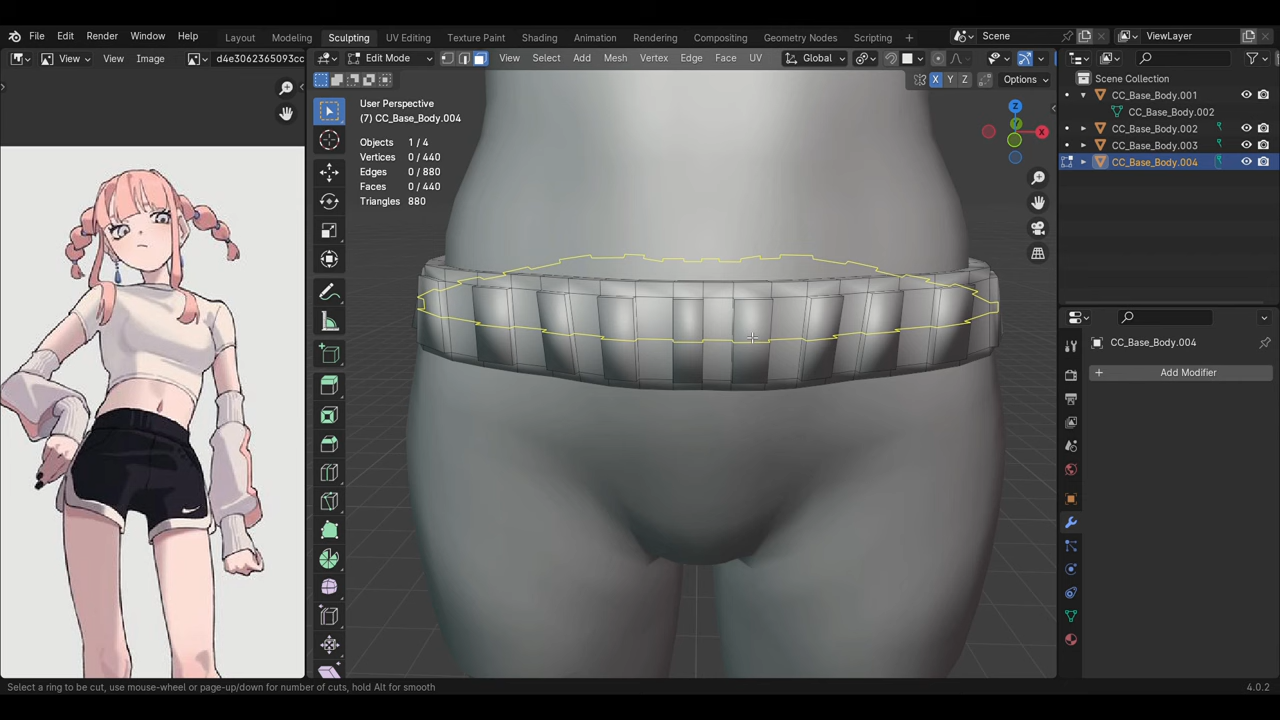 File Edit Render Window Help
Layout Modeling Sculpting UV Editing Texture Paint Shading Animation Rendering Compositing Geometry Nodes Scripting +
Scene ViewLayer
View View Image d4e3062365093cc
Edit Mode View Select Add Mesh Vertex Edge Face UV Global
X Y Z Options
User Perspective
(7) CC_Base_Body.004
Objects 1 / 4
Vertices 0 / 440
Edges 0 / 880
Faces 0 / 440
Triangles 880
Z
Y
X
Scene Collection
CC_Base_Body.001
CC_Base_Body.002
CC_Base_Body.002
CC_Base_Body.003
CC_Base_Body.004
CC_Base_Body.004
+ Add Modifier
Select a ring to be cut, use mouse-wheel or page-up/down for number of cuts, hold Alt for smooth
4.0.2